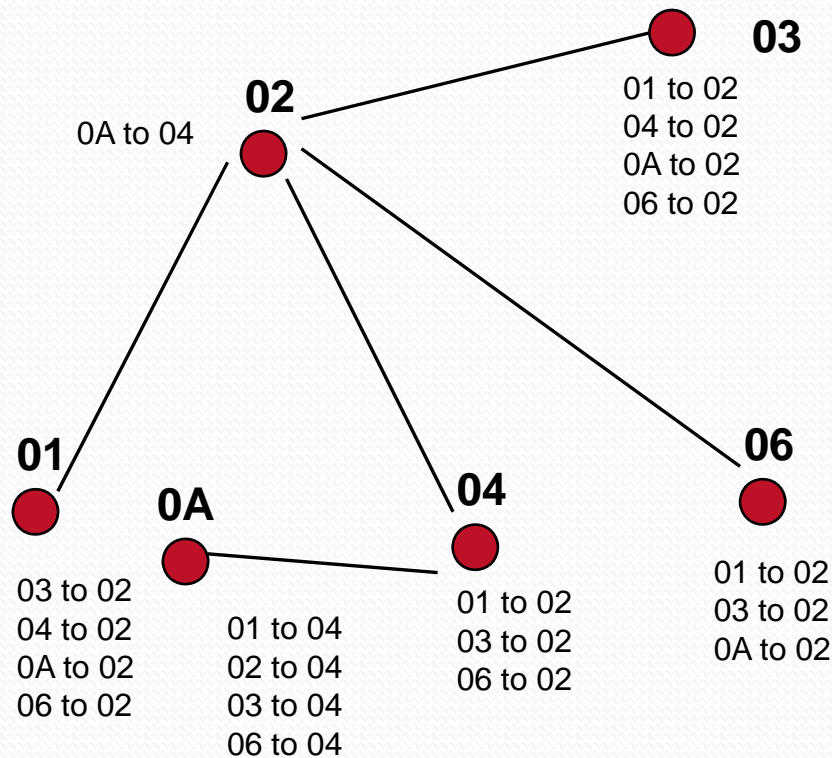 03
01 to 02
04 to 02
0A to 02
06 to 02
02
0A to 04
01
03 to 02
04 to 02
0A to 02
06 to 02
0A
01 to 04
02 to 04
03 to 04
06 to 04
04
01 to 02
03 to 02
06 to 02
06
01 to 02
03 to 02
0A to 02